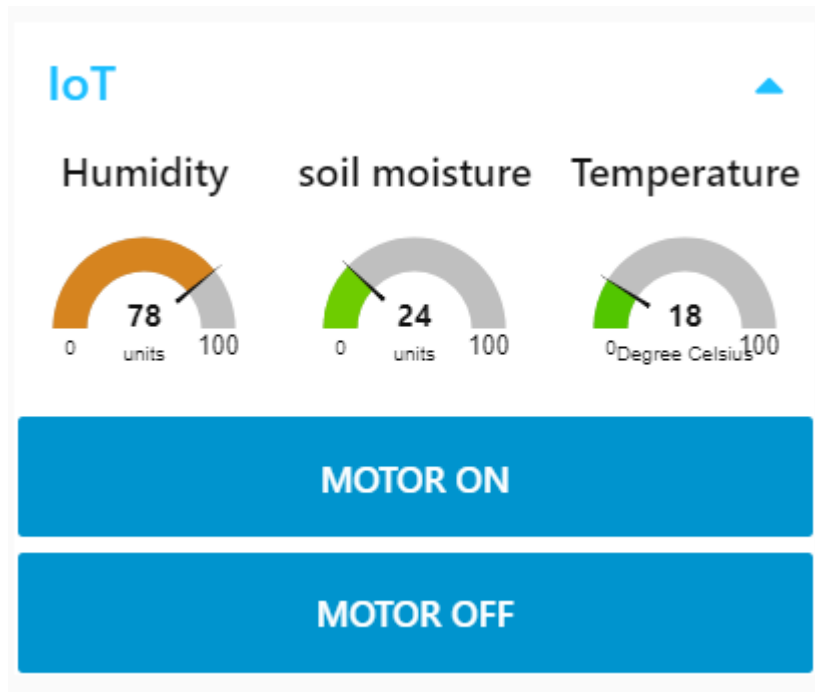 IoT
Humidity soil moisture Temperature
78 24 18
0 units 100 0 units 100 0 Degree Celsius 100
MOTOR ON
MOTOR OFF